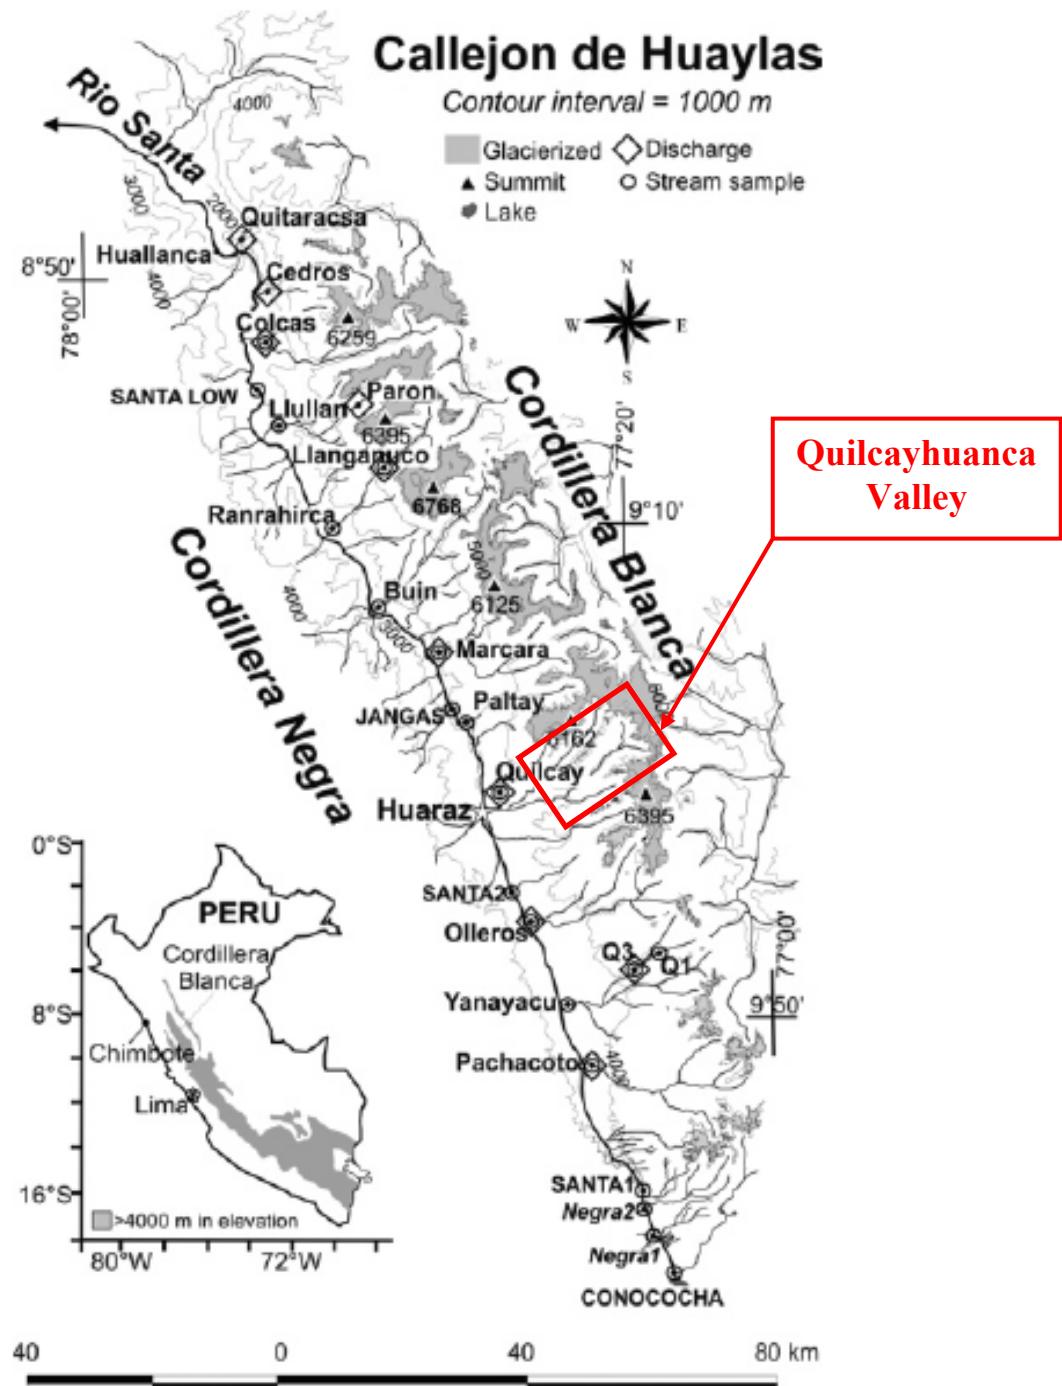 Callejon de Huaylas
Contour interval = 1000 m
Glacierized
Discharge
Summit
Stream sample
Lake
Rio Santa
4000
3000
2000
4000
Quitaracsa
Huallanca
8°50'
78°00'
Cedros
Colcas
6259
N
W
E
S
SANTA LOW
Llullan
Paron
6395
Llanganuco
6768
Cordillera Blanca
77°20'
9°10'
Quilcayhuanca
Valley
Ranrahirca
Cordillera Negra
5000
6125
Buin
4000
3000
Marcara
Paltay
JANGAS
6162
Quilcay
Huaraz
6395
SANTA2
Olleros
Q3
Q1
77°00'
9°50'
Yanayacu
Pachacoto
4000
SANTA1
Negra2
Negra1
CONOCOCHA
0°S
8°S
16°S
PERU
Cordillera
Blanca
Chimbote
Lima
>4000 m in elevation
80°W
72°W
40
0
40
80 km